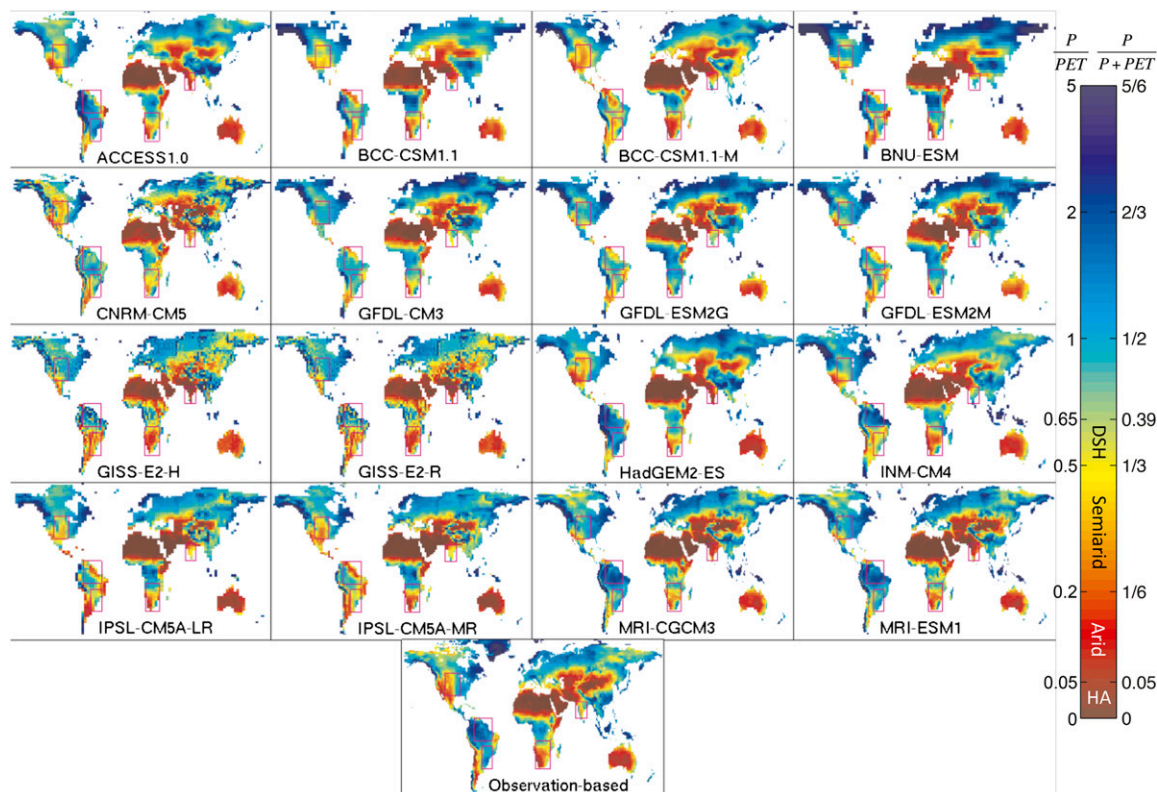 ACCESS1.0
BCC-CSM1.1
BCC-CSM1.1-M
BNU-ESM
CNRM-CM5
GFDL-CM3
GFDL-ESM2G
GFDL-ESM2M
GISS-E2-H
GISS-E2-R
HadGEM2-ES
INM-CM4
IPSL-CM5A-LR
IPSL-CM5A-MR
MRI-CGCM3
MRI-ESM1
Observation-based
P/PET P/P + PET
5 5/6
2 2/3
1 1/2
0.65 0.39
DSH
0.5 1/3
Semiarid
0.2 1/6
Arid
0.05 0.05
HA
0 0